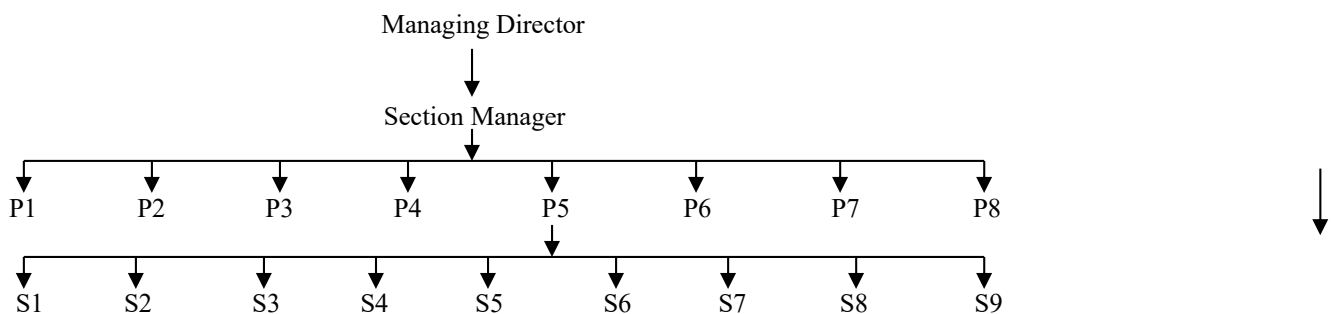 Managing Director
Section Manager
P1 P2 P3 P4 P5 P6 P7 P8
S1 S2 S3 S4 S5 S6 S7 S8 S9